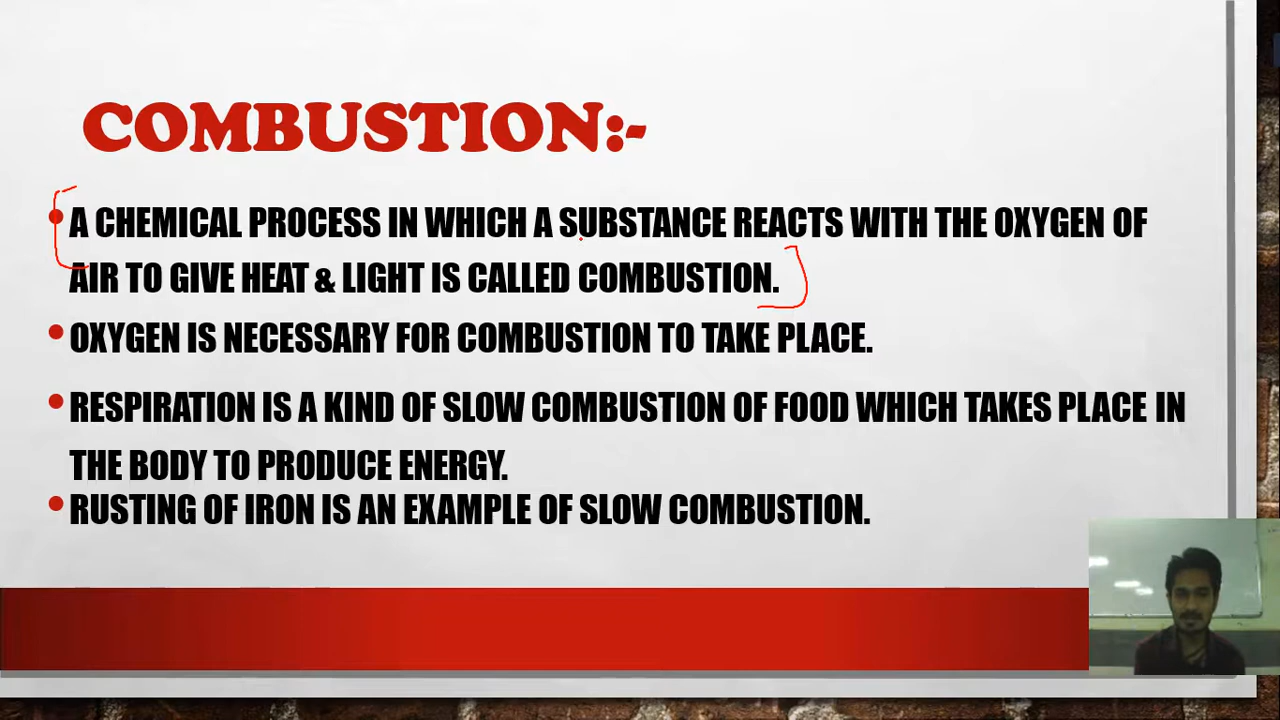 COMBUSTION:-
A CHEMICAL PROCESS IN WHICH A SUBSTANCE REACTS WITH THE OXYGEN OF
AIR TO GIVE HEAT & LIGHT IS CALLED COMBUSTION.
OXYGEN IS NECESSARY FOR COMBUSTION TO TAKE PLACE.
RESPIRATION IS A KIND OF SLOW COMBUSTION OF FOOD WHICH TAKES PLACE IN
THE BODY TO PRODUCE ENERGY.
RUSTING OF IRON IS AN EXAMPLE OF SLOW COMBUSTION.